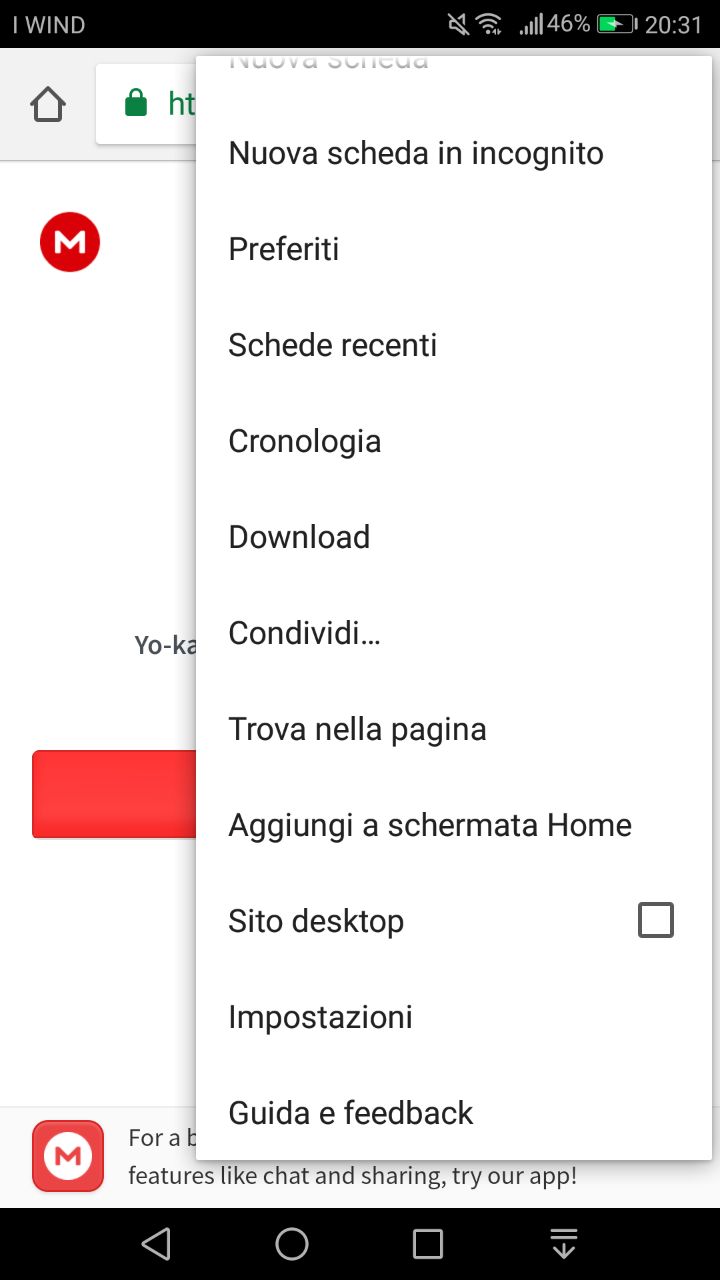 I WIND
46%
20:31
Nuova scheda
ht
Nuova scheda in incognito
Preferiti
Schede recenti
Cronologia
Download
Condividi...
Yo-ka
Trova nella pagina
Aggiungi a schermata Home
Sito desktop
Impostazioni
Guida e feedback
For a b
features like chat and sharing, try our app!